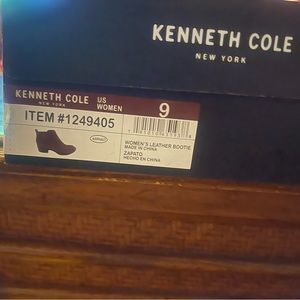 KENNETH COLE
NEW YORK
KENNETH COLE
NEW YORK
US
WOMEN
9
ITEM #1249405
ASPHALT
WOMEN'S LEATHER BOOTIE
MADE IN CHINA
ZAPATO
HECHO EN CHINA